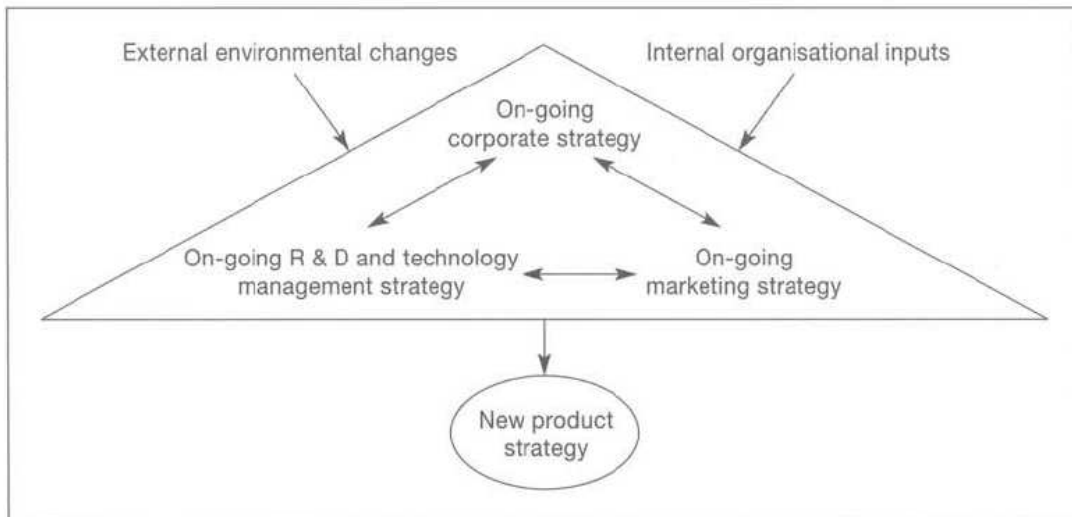 External environmental changes
Internal organisational inputs
On-going
corporate strategy
On-going R & D and technology
management strategy
On-going
marketing strategy
New product
strategy